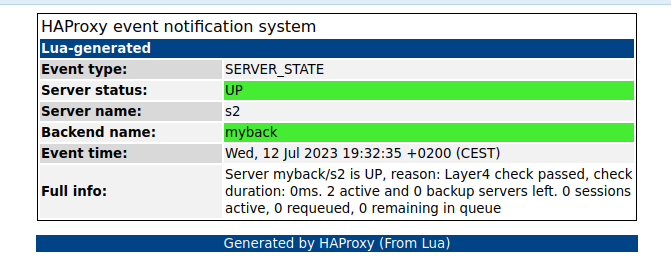 HAProxy event notification system
Lua-generated
Event type: SERVER_STATE
Server status: UP
Server name: s2
Backend name: myback
Event time: Wed, 12 Jul 2023 19:32:35 +0200 (CEST)
Full info: Server myback/s2 is UP, reason: Layer4 check passed, check
duration: 0ms. 2 active and 0 backup servers left. 0 sessions
active, 0 requeued, 0 remaining in queue
Generated by HAProxy (From Lua)